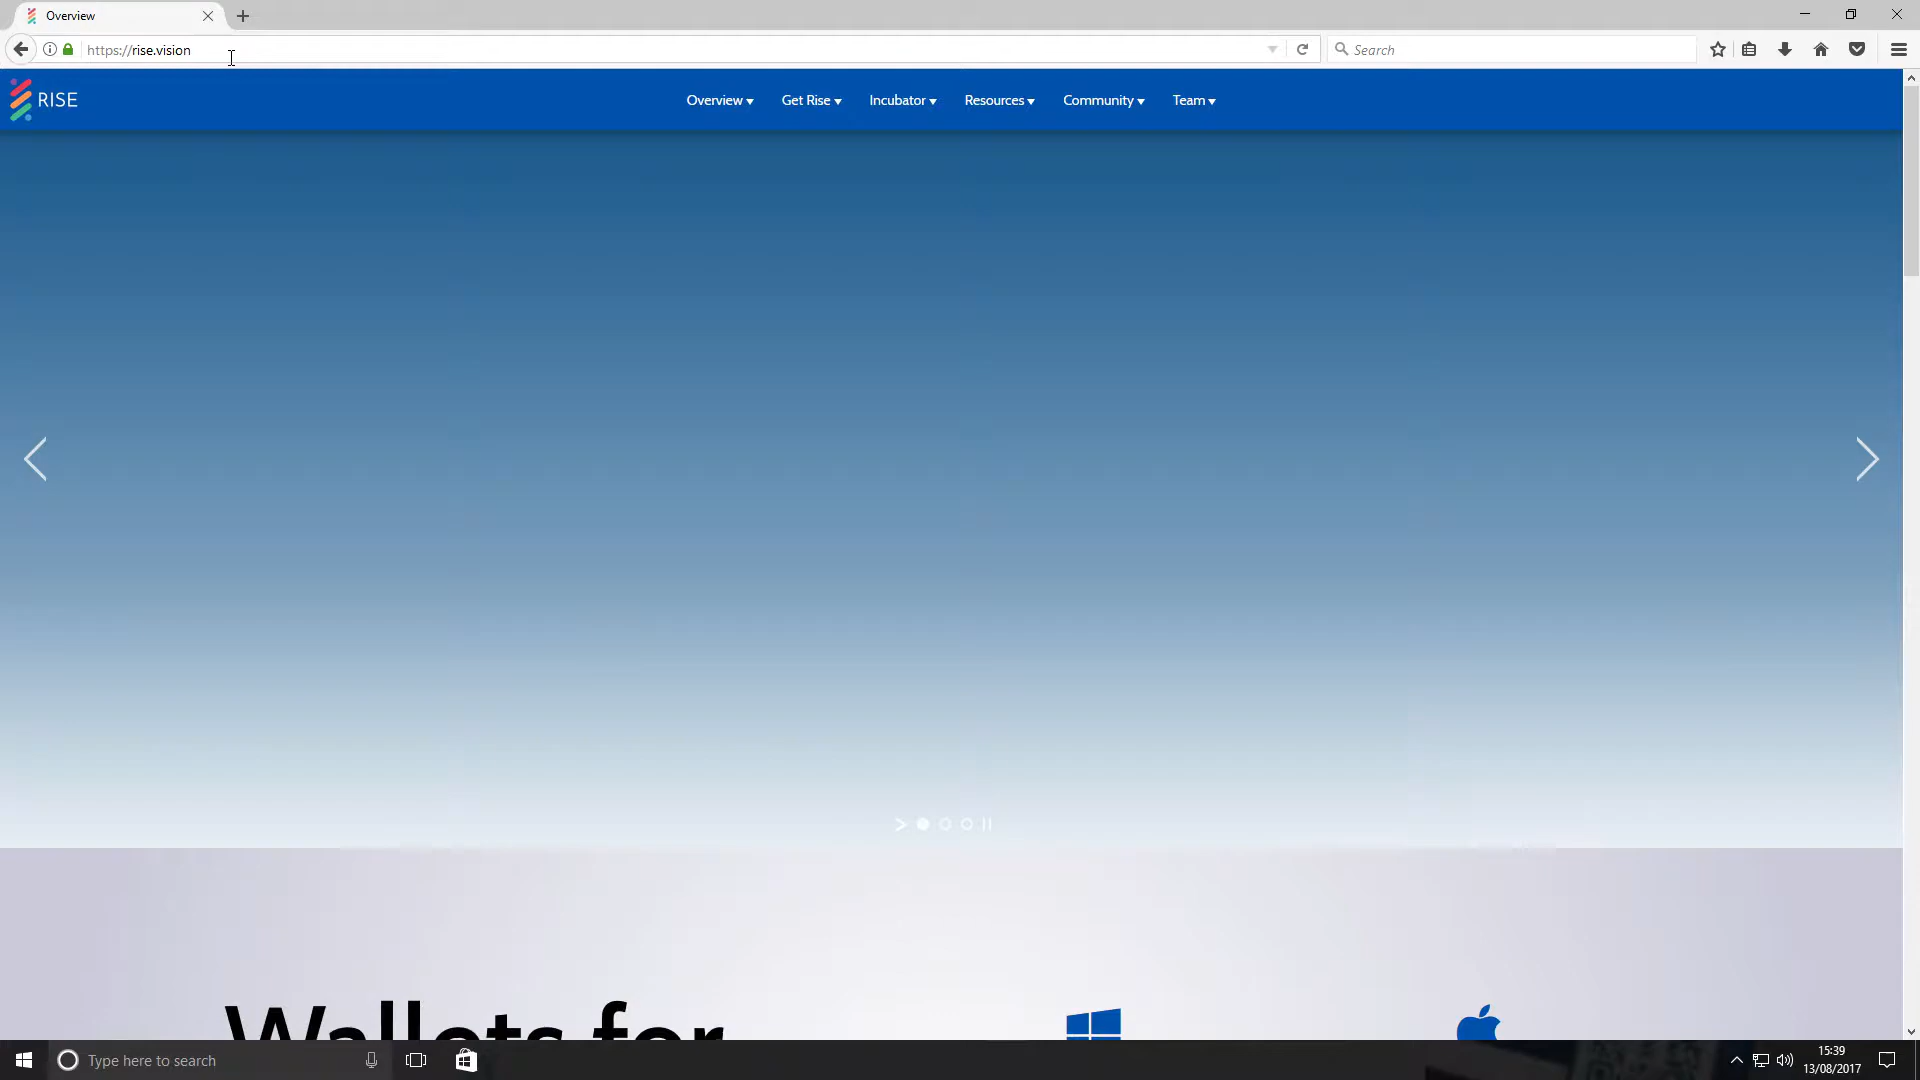 Overview
https://rise.vision
Search
RISE
Overview
Get Rise
Incubator
Resources
Community
Team
Wallets for
Type here to search
15:39
13/08/2017